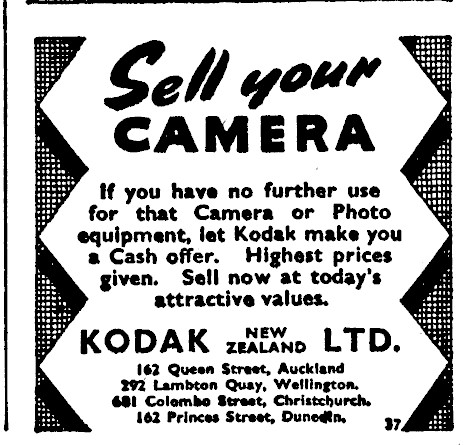 Sell your
CAMERA
If you have no further use
for that Camera or Photo
equipment, let Kodak make you
a Cash offer. Highest prices
given. Sell now at today's
attractive values.
KODAK NEW ZEALAND LTD.
162 Queen Street, Auckland
292 Lambton Quay, Wellington.
681 Colombo Street, Christchurch.
162 Princes Street, Dunedin.
37